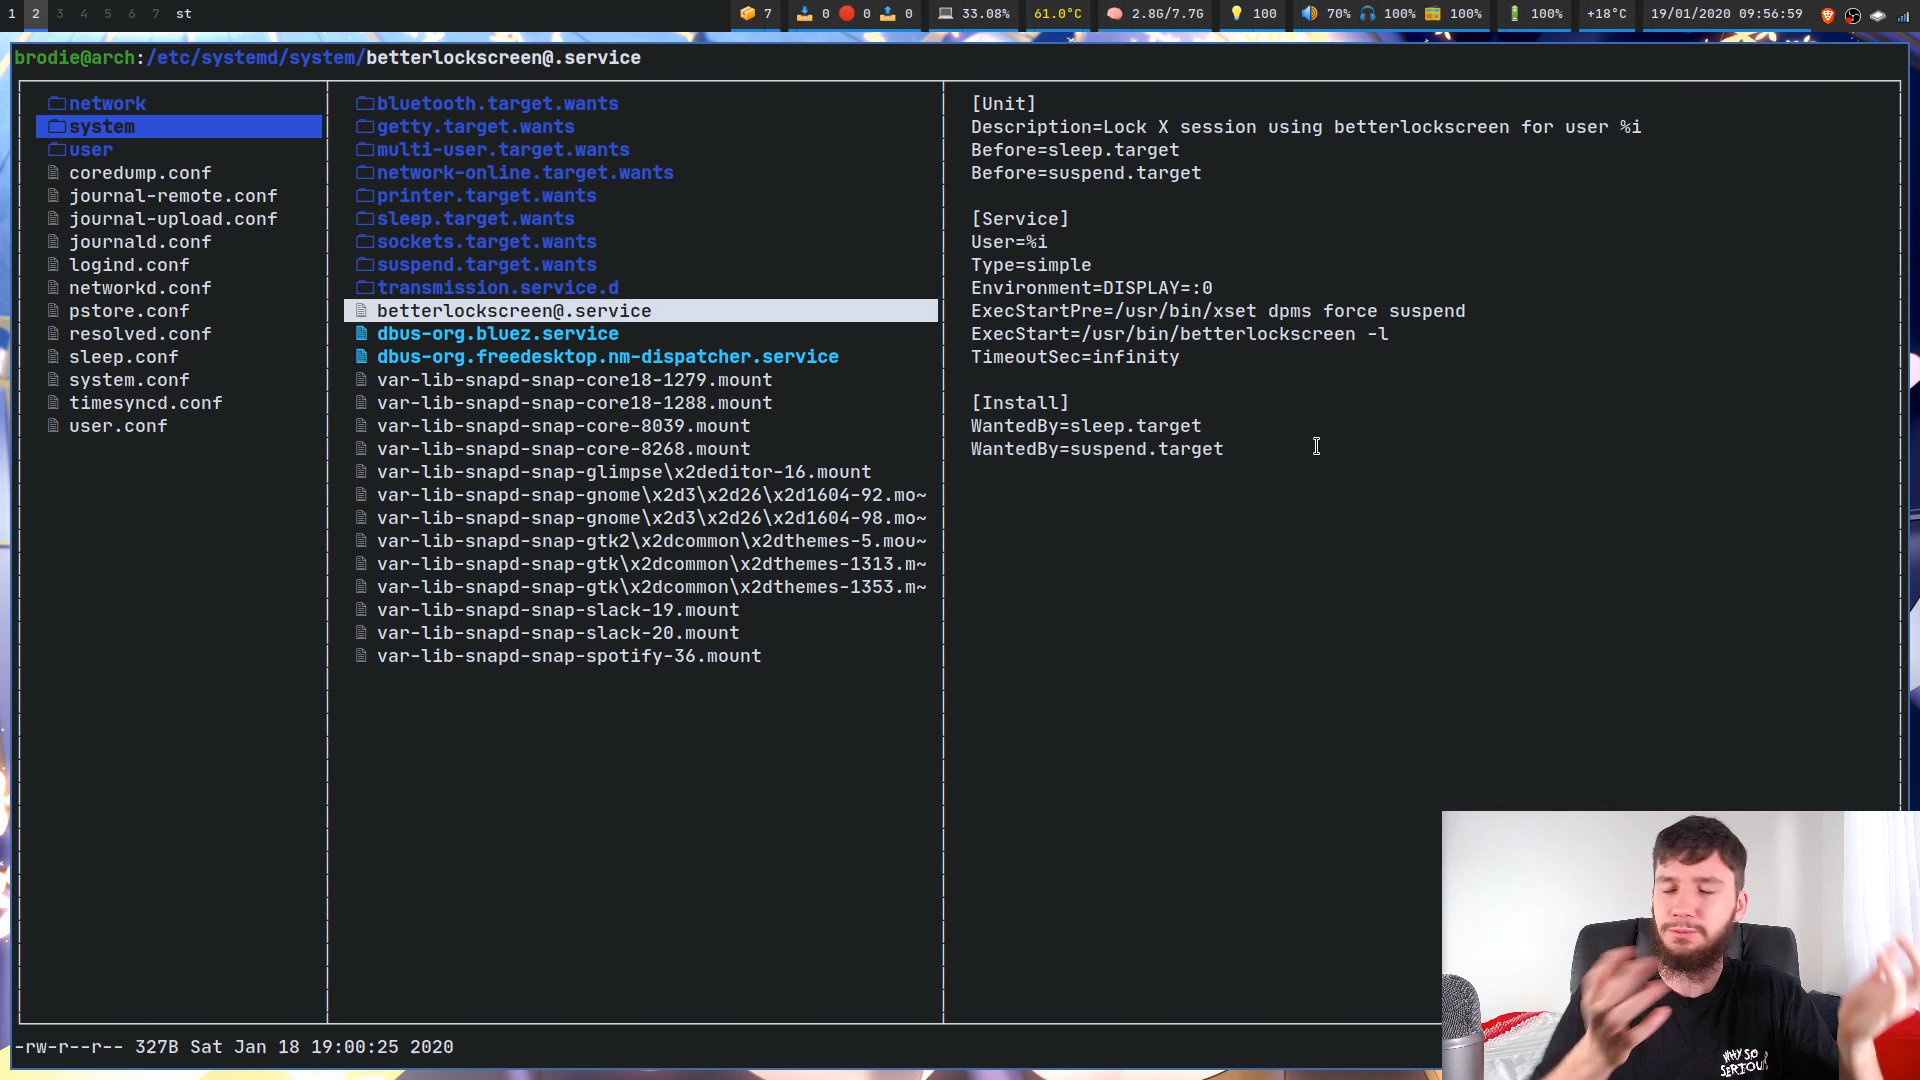 1 2 3 4 5 6 7 st 7 0 0 0 33.08% 61.0°C 2.8G/7.7G 100 70% 100% 100% 100% +18°C 19/01/2020 09:56:59
brodie@arch:/etc/systemd/system/betterlockscreen@.service
network
system
user
coredump.conf
journal-remote.conf
journal-upload.conf
journald.conf
logind.conf
networkd.conf
pstore.conf
resolved.conf
sleep.conf
system.conf
timesyncd.conf
user.conf
bluetooth.target.wants
getty.target.wants
multi-user.target.wants
network-online.target.wants
printer.target.wants
sleep.target.wants
sockets.target.wants
suspend.target.wants
transmission.service.d
betterlockscreen@.service
dbus-org.bluez.service
dbus-org.freedesktop.nm-dispatcher.service
var-lib-snapd-snap-core18-1279.mount
var-lib-snapd-snap-core18-1288.mount
var-lib-snapd-snap-core-8039.mount
var-lib-snapd-snap-core-8268.mount
var-lib-snapd-snap-glimpse\x2deditor-16.mount
var-lib-snapd-snap-gnome\x2d3\x2d26\x2d1604-92.mo~
var-lib-snapd-snap-gnome\x2d3\x2d26\x2d1604-98.mo~
var-lib-snapd-snap-gtk2\x2dcommon\x2dthemes-5.mou~
var-lib-snapd-snap-gtk\x2dcommon\x2dthemes-1313.m~
var-lib-snapd-snap-gtk\x2dcommon\x2dthemes-1353.m~
var-lib-snapd-snap-slack-19.mount
var-lib-snapd-snap-slack-20.mount
var-lib-snapd-snap-spotify-36.mount
[Unit]
Description=Lock X session using betterlockscreen for user %i
Before=sleep.target
Before=suspend.target
[Service]
User=%i
Type=simple
Environment=DISPLAY=:0
ExecStartPre=/usr/bin/xset dpms force suspend
ExecStart=/usr/bin/betterlockscreen -l
TimeoutSec=infinity
[Install]
WantedBy=sleep.target
WantedBy=suspend.target
-rw-r--r-- 327B Sat Jan 18 19:00:25 2020
WHY SO
SERIOUS